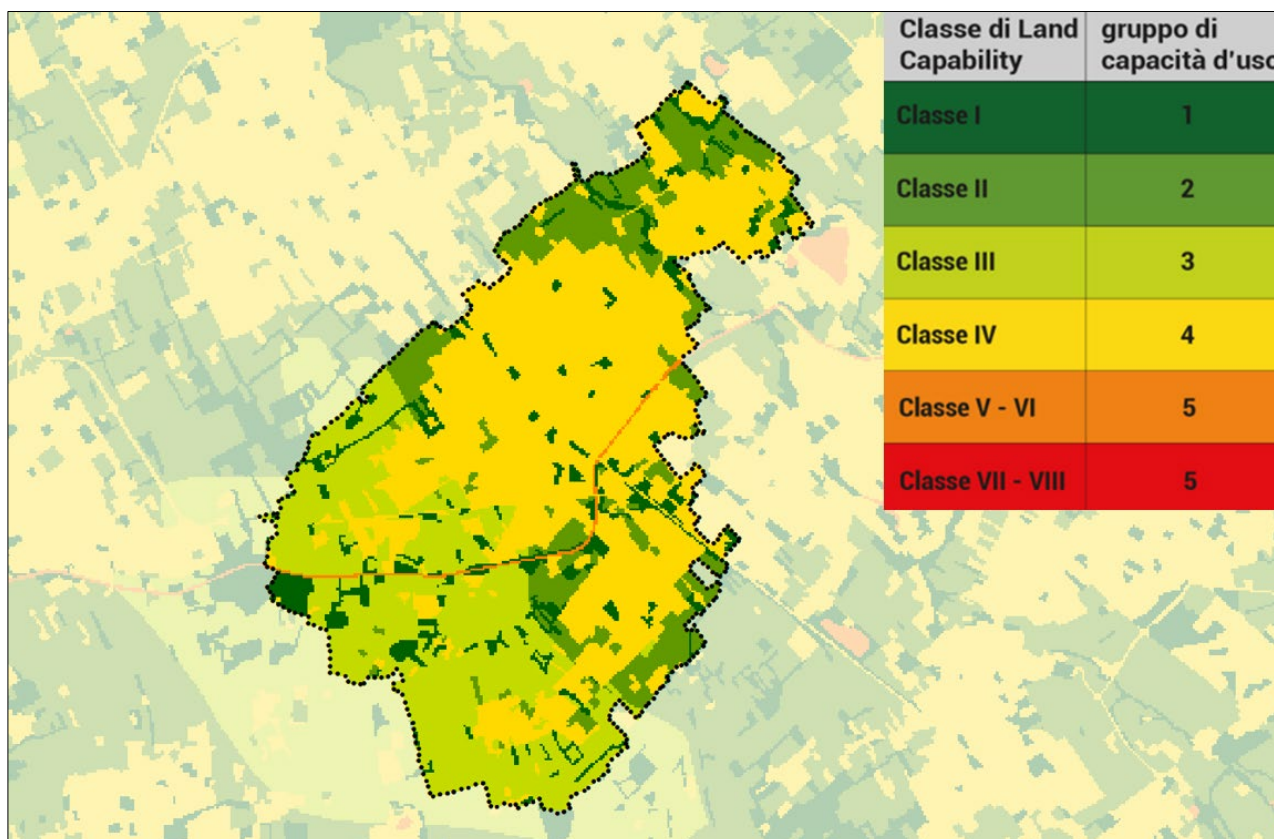 Classe di Land Capability
gruppo di capacità d'uso
Classe I 1
Classe II 2
Classe III 3
Classe IV 4
Classe V - VI 5
Classe VII - VIII 5